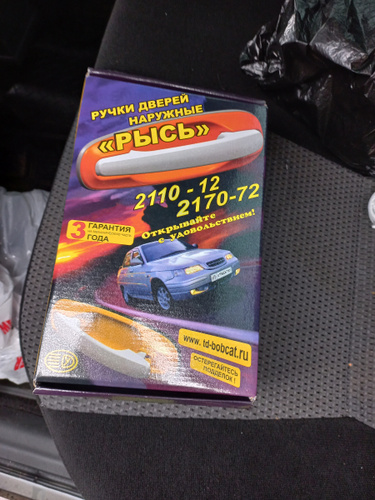 РУЧКИ ДВЕРЕЙ
НАРУЖНЫЕ
«РЫСЬ»
2110 - 12
2170-72
Открывайте
с удовольствием!
3 ГАРАНТИЯ
ГОДА
www.td-bobcat.ru
ОСТЕРЕГАЙТЕСЬ
ПОДДЕЛОК!